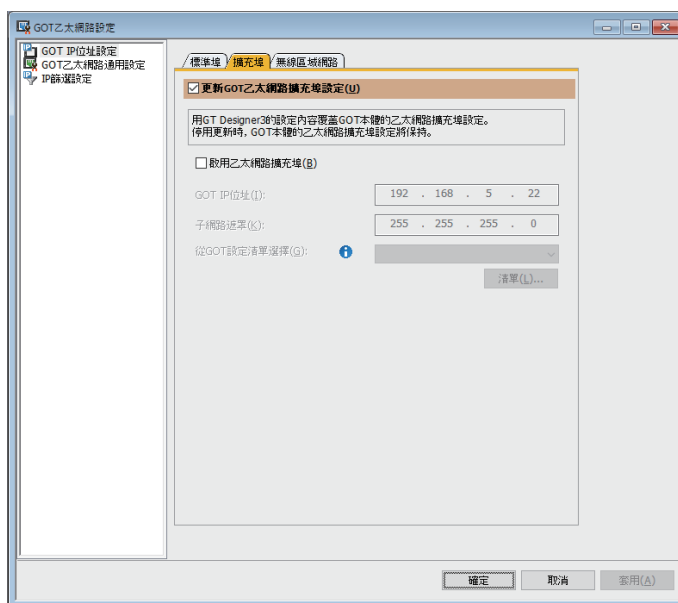 GOT乙太網路設定
GOT IP位址設定
GOT乙太網路通用設定
IP篩選設定
標準埠
擴充埠
無線區域網路
更新GOT乙太網路擴充埠設定(U)
用GT Designer3的設定內容覆蓋GOT本體的乙太網路擴充埠設定。
停用更新時，GOT本體的乙太網路擴充埠設定將保持。
啟用乙太網路擴充埠(B)
GOT IP位址(I):
192 . 168 . 5 . 22
子網路遮罩(K):
255 . 255 . 255 . 0
從GOT設定清單選擇(G):
清單(L)...
確定
取消
套用(A)